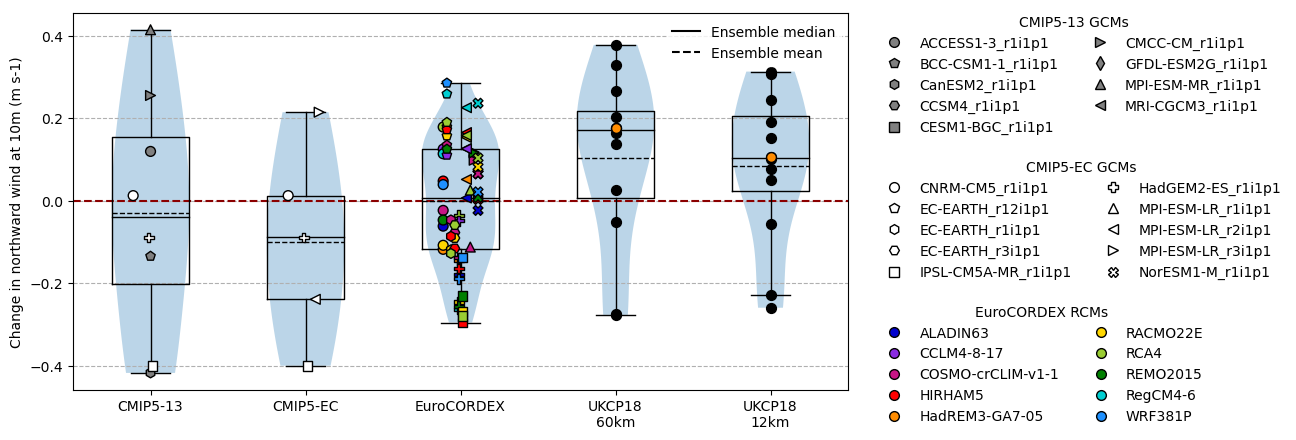 Change in northward wind at 10m (m s-1)
0.4
0.2
0.0
−0.2
−0.4
CMIP5-13
CMIP5-EC
EuroCORDEX
UKCP18
60km
UKCP18
12km
Ensemble median
Ensemble mean
CMIP5-13 GCMs
ACCESS1-3_r1i1p1
BCC-CSM1-1_r1i1p1
CanESM2_r1i1p1
CCSM4_r1i1p1
CESM1-BGC_r1i1p1
CMCC-CM_r1i1p1
GFDL-ESM2G_r1i1p1
MPI-ESM-MR_r1i1p1
MRI-CGCM3_r1i1p1
CMIP5-EC GCMs
CNRM-CM5_r1i1p1
EC-EARTH_r12i1p1
EC-EARTH_r1i1p1
EC-EARTH_r3i1p1
IPSL-CM5A-MR_r1i1p1
HadGEM2-ES_r1i1p1
MPI-ESM-LR_r1i1p1
MPI-ESM-LR_r2i1p1
MPI-ESM-LR_r3i1p1
NorESM1-M_r1i1p1
EuroCORDEX RCMs
ALADIN63
CCLM4-8-17
COSMO-crCLIM-v1-1
HIRHAM5
HadREM3-GA7-05
RACMO22E
RCA4
REMO2015
RegCM4-6
WRF381P